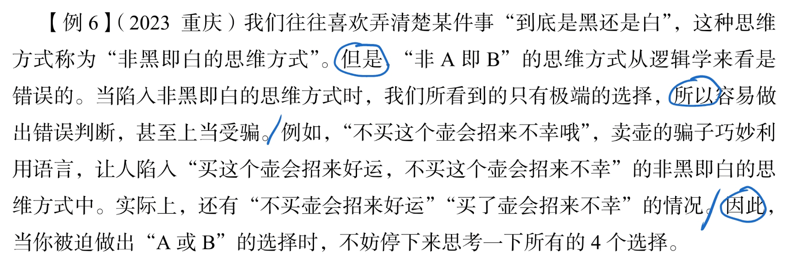 【例6】（2023 重庆）我们往往喜欢弄清楚某件事“到底是黑还是白”，这种思维
方式称为“非黑即白的思维方式”。但是，“非 A 即 B”的思维方式从逻辑学来看是
错误的。当陷入非黑即白的思维方式时，我们所看到的只有极端的选择，所以容易做
出错误判断，甚至上当受骗。例如，“不买这个壶会招来不幸哦”，卖壶的骗子巧妙利
用语言，让人陷入“买这个壶会招来好运，不买这个壶会招来不幸”的非黑即白的思
维方式中。实际上，还有“不买壶会招来好运”“买了壶会招来不幸”的情况。因此，
当你被迫做出“A 或 B”的选择时，不妨停下来思考一下所有的 4 个选择。